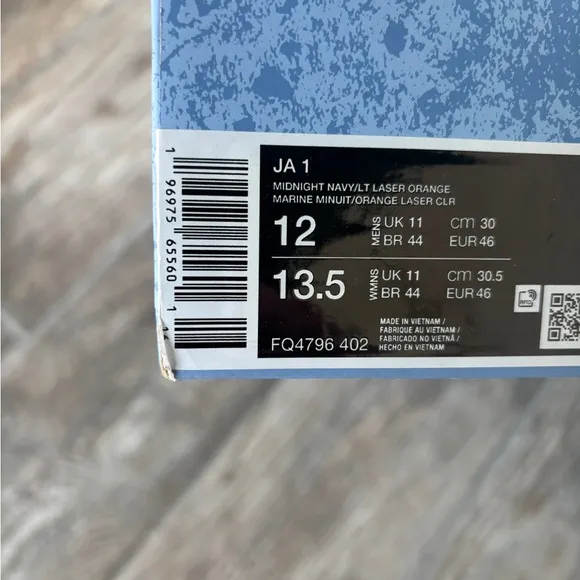 JA 1
MIDNIGHT NAVY/LT LASER ORANGE
MARINE MINUIT/ORANGE LASER CLR
12 MENS UK 11 CM 30
BR 44 EUR 46
13.5 WMNS UK 11 CM 30.5
BR 44 EUR 46
FQ4796 402
MADE IN VIETNAM /
FABRIQUE AU VIETNAM /
FABRICADO NO VIETNÃ /
HECHO EN VIETNAM
1 96975 65560 1